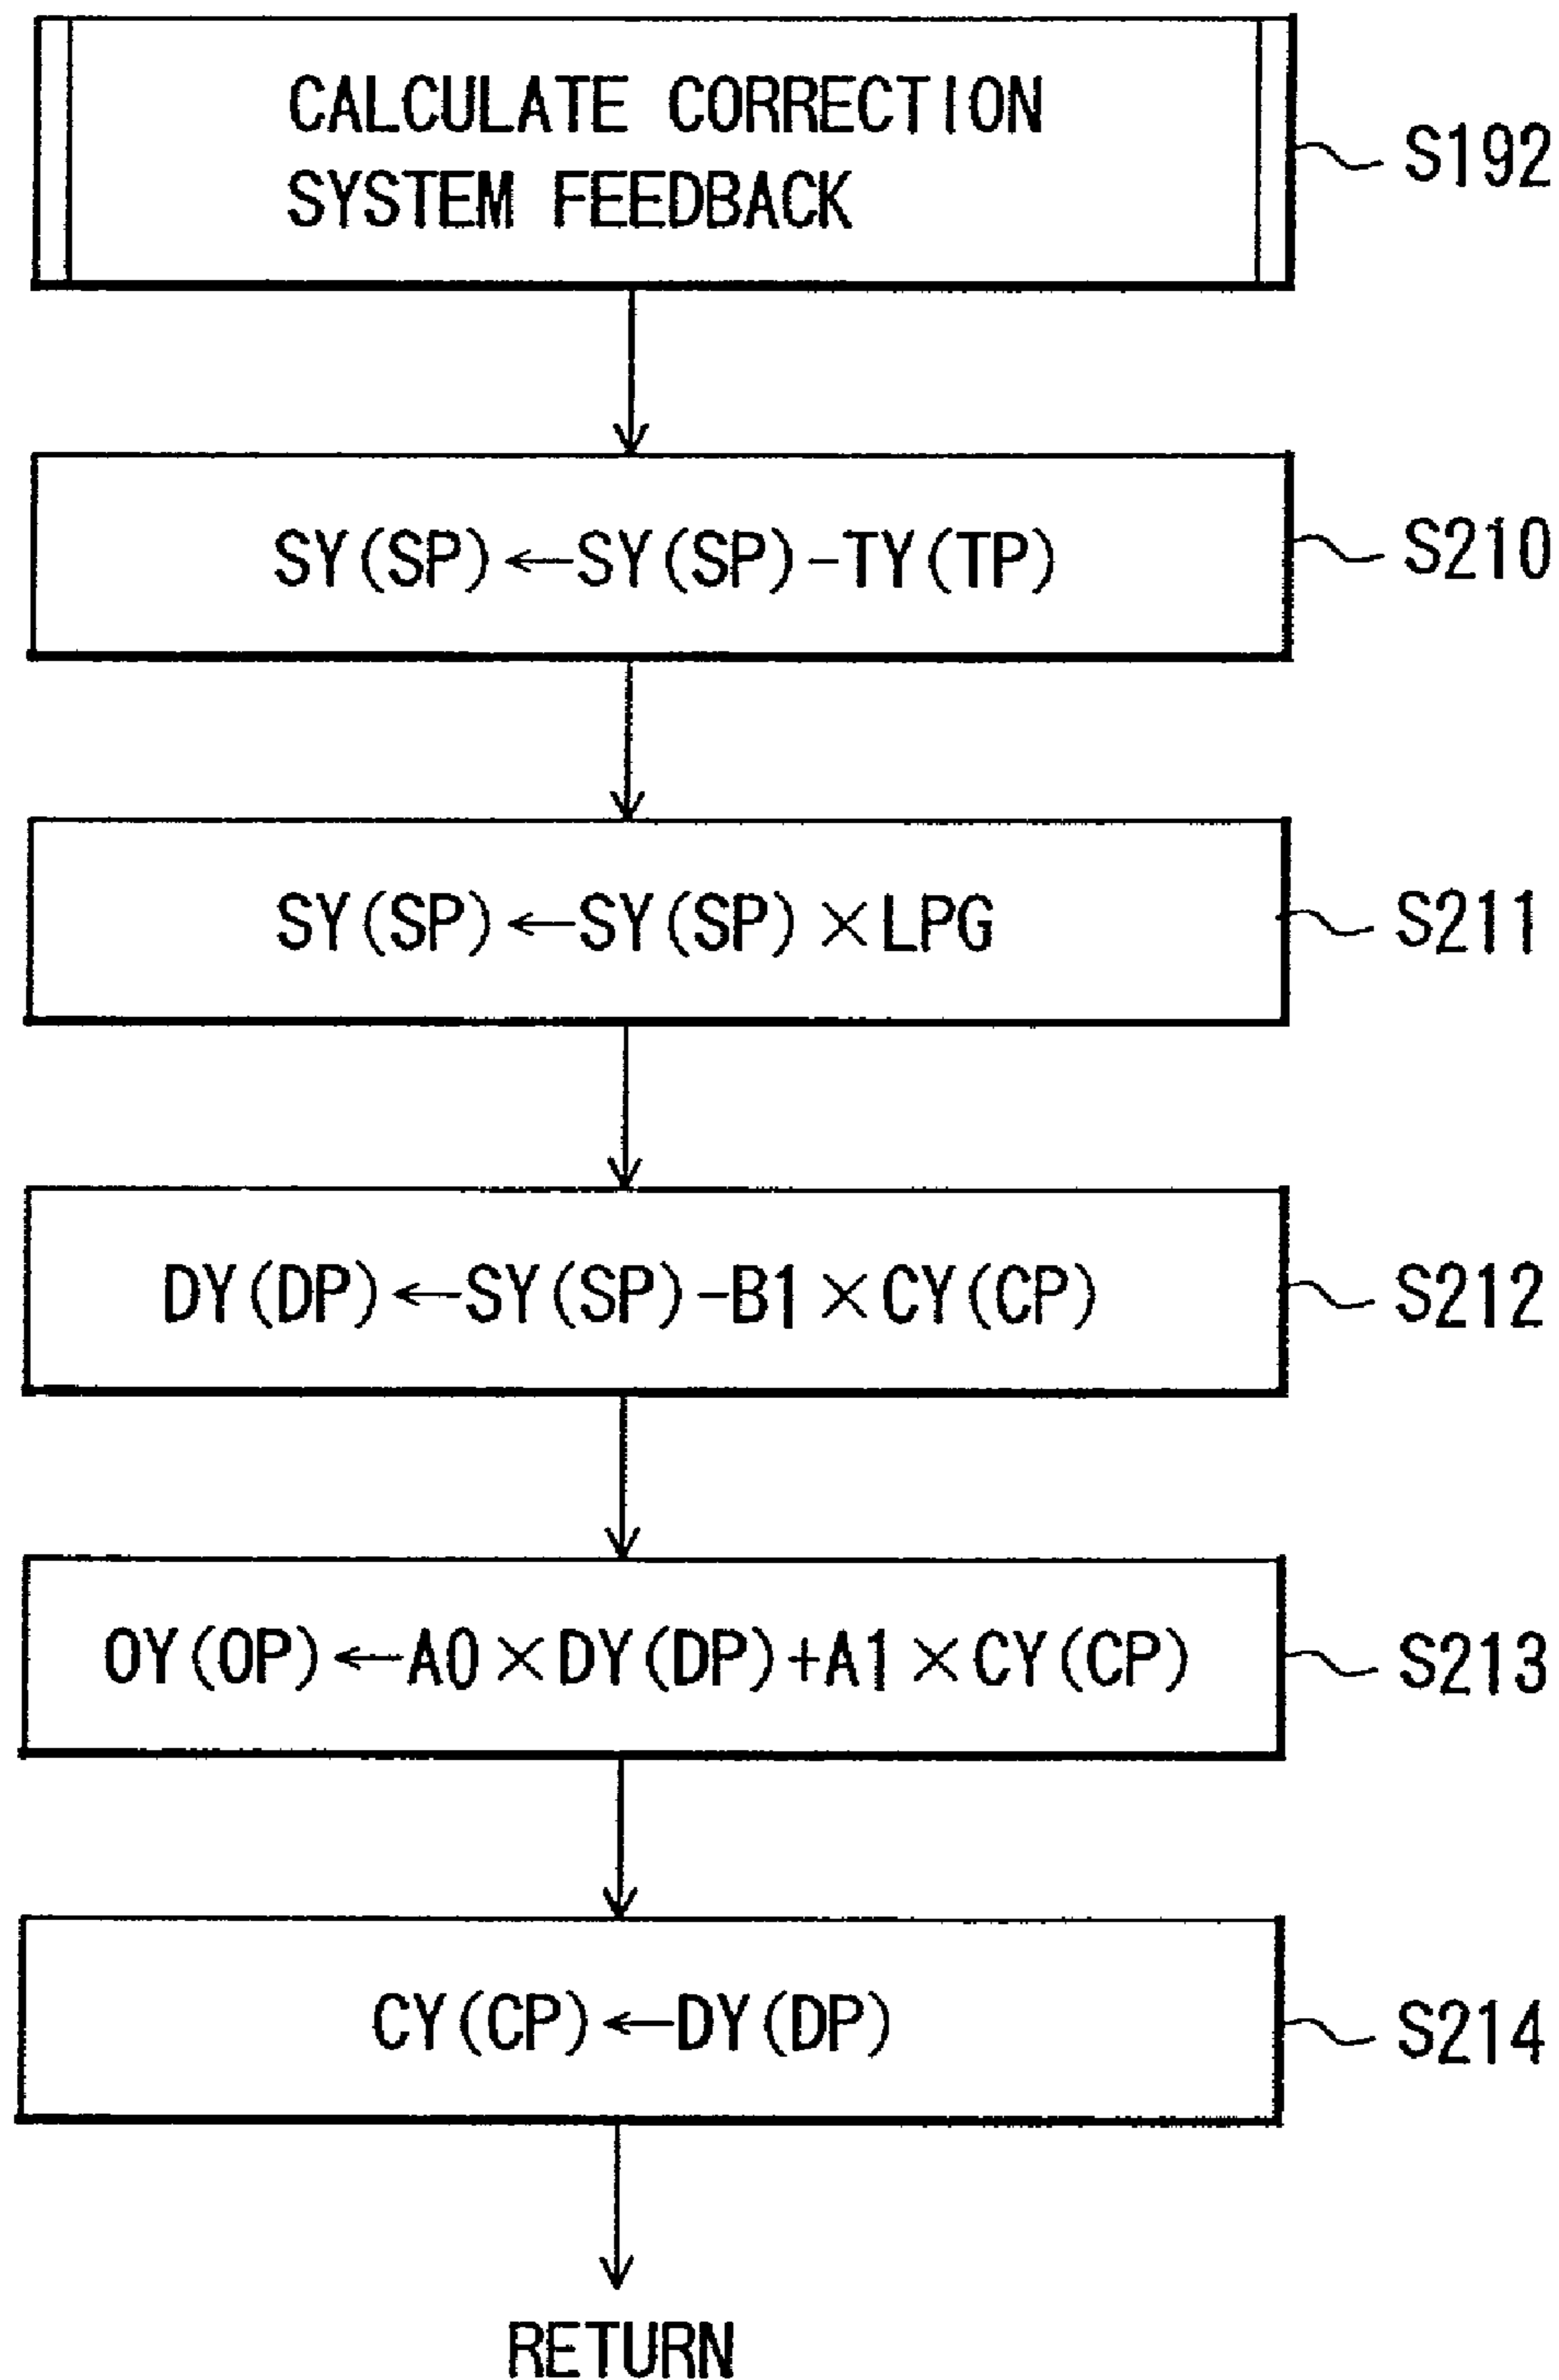 CALCULATE CORRECTION
SYSTEM FEEDBACK
S192
SY(SP)←SY(SP)-TY(TP)
S210
SY(SP)←SY(SP)×LPG
S211
DY(DP)←SY(SP)-B1×CY(CP)
S212
OY(OP)←A0×DY(DP)+A1×CY(CP)
S213
CY(CP)←DY(DP)
S214
RETURN